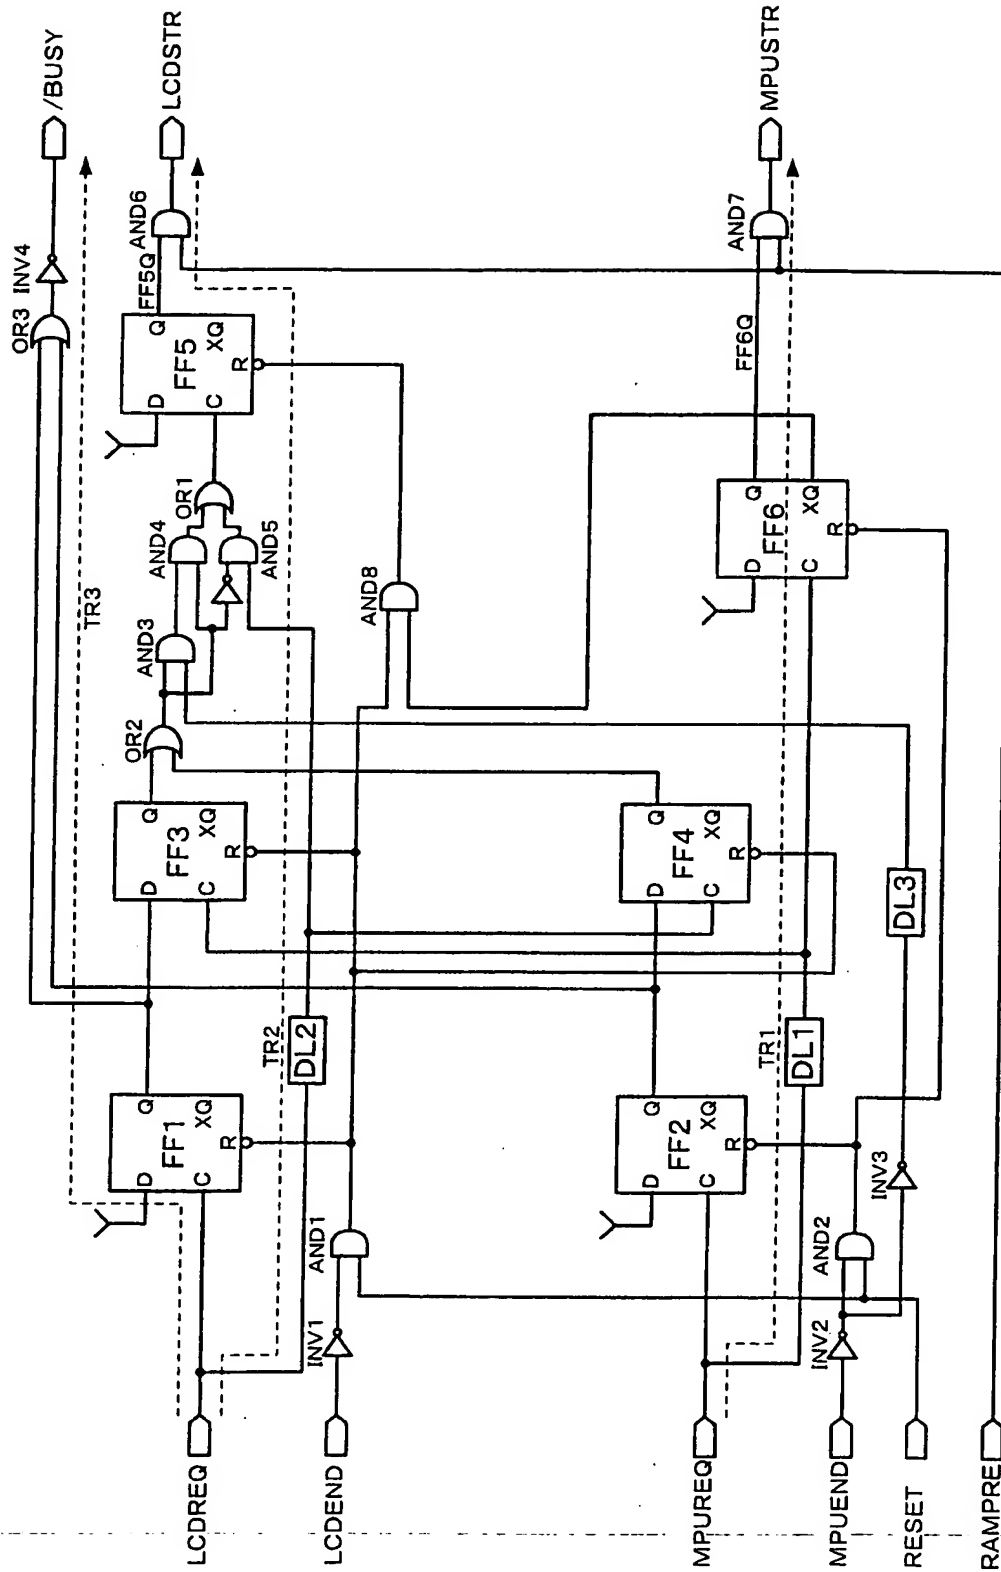 /BUSY
OR3 INV4
TR3
LCDSTR
AND6
FF5Q
D Q
FF5
C XQ
R
OR1
AND4
AND5
AND3
OR2
D Q
FF3
C XQ
R
D Q
FF1
C XQ
R
TR2
DL2
LCDREQ
INV1
AND1
LCDEND
AND8
MPUSTR
AND7
FF6Q
D Q
FF6
C XQ
R
D Q
FF4
C XQ
R
D Q
FF2
C XQ
R
TR1
DL1
DL3
MPUREQ
INV2
AND2
INV3
MPUEND
RESET
RAMPRE